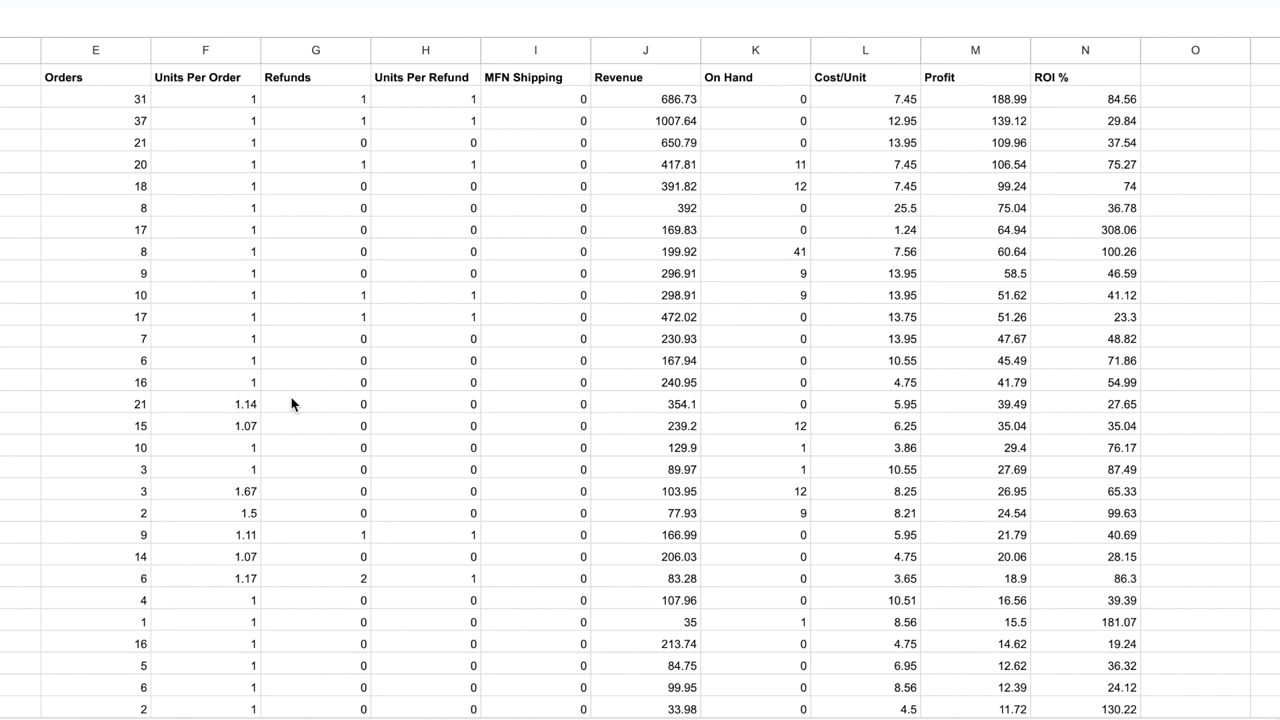 E F G H I J K L M N O
Orders Units Per Order Refunds Units Per Refund MFN Shipping Revenue On Hand Cost/Unit Profit ROI %
31 1 1 1 0 686.73 0 7.45 188.99 84.56
37 1 1 1 0 1007.64 0 12.95 139.12 29.84
21 1 0 0 0 650.79 0 13.95 109.96 37.54
20 1 1 1 0 417.81 11 7.45 106.54 75.27
18 1 0 0 0 391.82 12 7.45 99.24 74
8 1 0 0 0 392 0 25.5 75.04 36.78
17 1 0 0 0 169.83 0 1.24 64.94 308.06
8 1 0 0 0 199.92 41 7.56 60.64 100.26
9 1 0 0 0 296.91 9 13.95 58.5 46.59
10 1 1 1 0 298.91 9 13.95 51.62 41.12
17 1 1 1 0 472.02 0 13.75 51.26 23.3
7 1 0 0 0 230.93 0 13.95 47.67 48.82
6 1 0 0 0 167.94 0 10.55 45.49 71.86
16 1 0 0 0 240.95 0 4.75 41.79 54.99
21 1.14 0 0 0 354.1 0 5.95 39.49 27.65
15 1.07 0 0 0 239.2 12 6.25 35.04 35.04
10 1 0 0 0 129.9 1 3.86 29.4 76.17
3 1 0 0 0 89.97 1 10.55 27.69 87.49
3 1.67 0 0 0 103.95 12 8.25 26.95 65.33
2 1.5 0 0 0 77.93 9 8.21 24.54 99.63
9 1.11 1 1 0 166.99 0 5.95 21.79 40.69
14 1.07 0 0 0 206.03 0 4.75 20.06 28.15
6 1.17 2 1 0 83.28 0 3.65 18.9 86.3
4 1 0 0 0 107.96 0 10.51 16.56 39.39
1 1 0 0 0 35 1 8.56 15.5 181.07
16 1 0 0 0 213.74 0 4.75 14.62 19.24
5 1 0 0 0 84.75 0 6.95 12.62 36.32
6 1 0 0 0 99.95 0 8.56 12.39 24.12
2 1 0 0 0 33.98 0 4.5 11.72 130.22